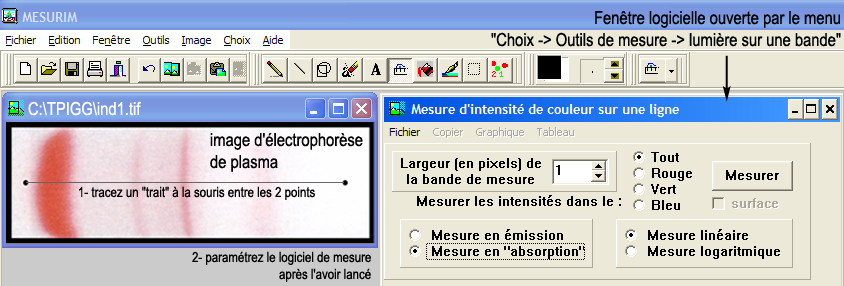 MESURIM
Fichier Edition Fenêtre Outils Image Choix Aide
Fenêtre logicielle ouverte par le menu
"Choix -> Outils de mesure -> lumière sur une bande"
A
C:\TPIGG\ind1.tif
image d'électrophorèse
de plasma
1- tracez un "trait" à la souris entre les 2 points
2- paramétrez le logiciel de mesure
après l'avoir lancé
Mesure d'intensité de couleur sur une ligne
Fichier Copier Graphique Tableau
Largeur (en pixels) de
la bande de mesure
1
Tout
Rouge
Vert
Bleu
Mesurer
surface
Mesurer les intensités dans le :
Mesure en émission
Mesure en "absorption"
Mesure linéaire
Mesure logaritmique